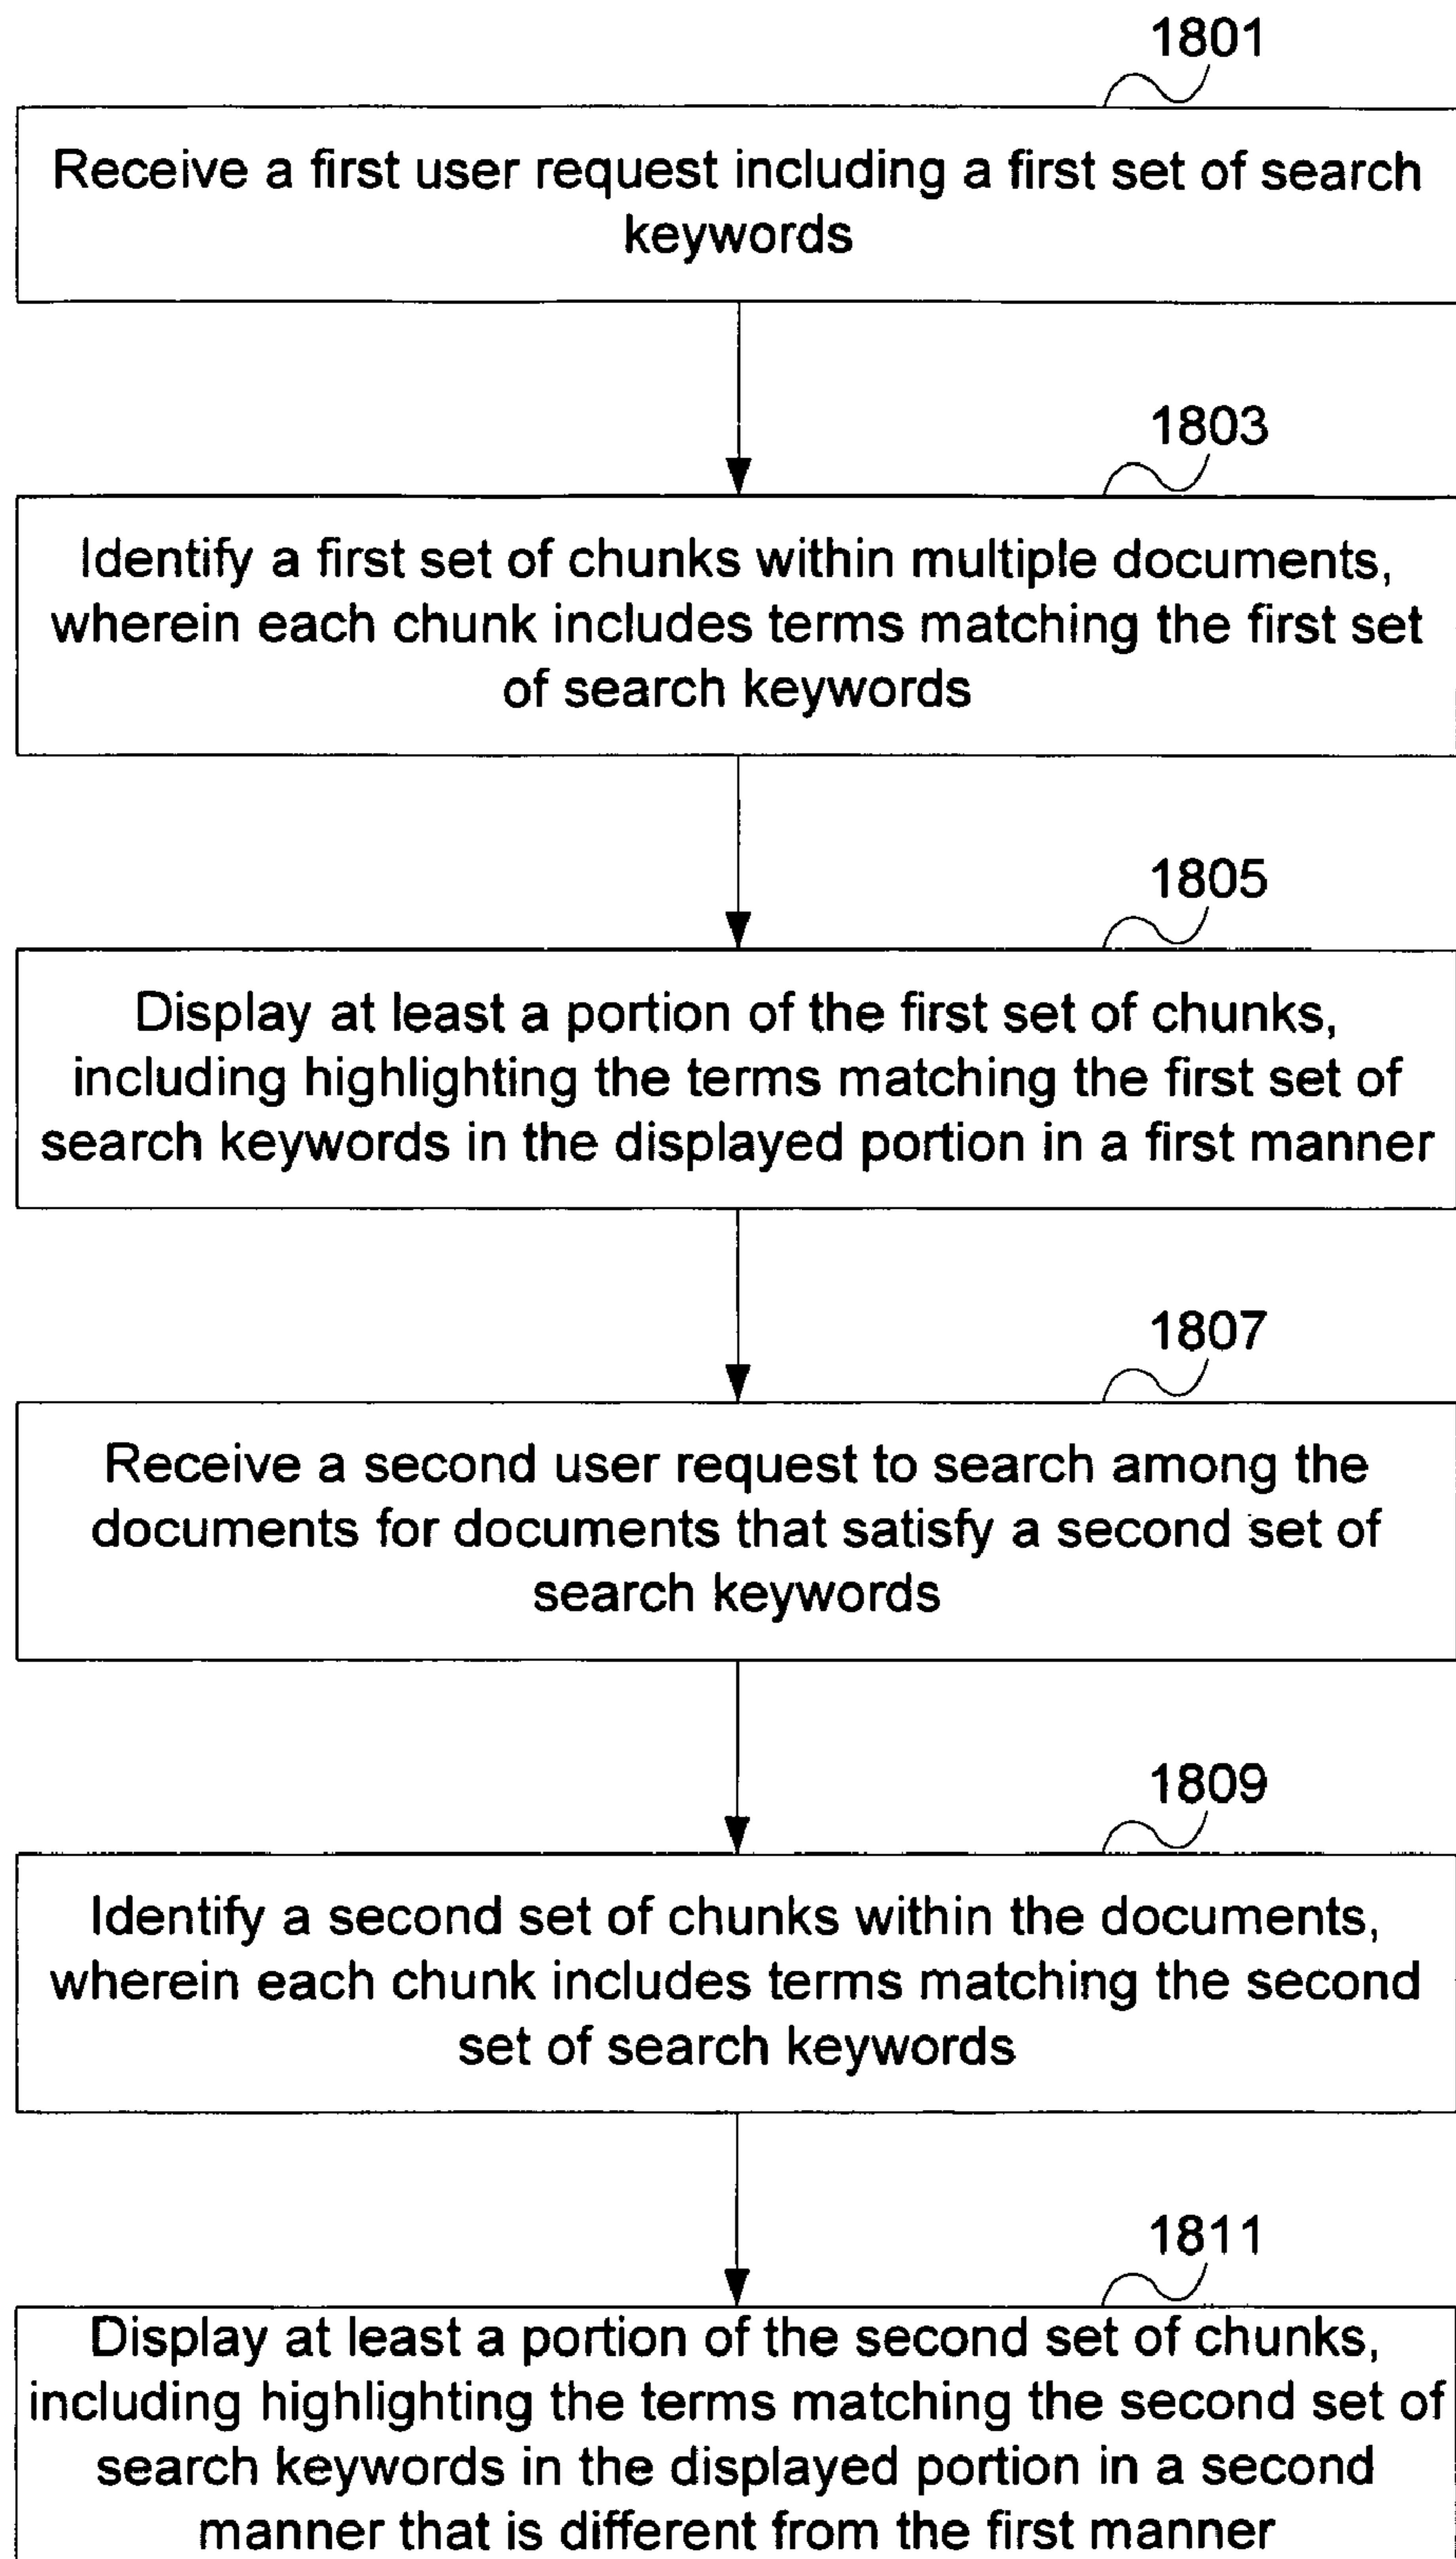 1801
Receive a first user request including a first set of search
keywords
1803
Identify a first set of chunks within multiple documents,
wherein each chunk includes terms matching the first set
of search keywords
1805
Display at least a portion of the first set of chunks,
including highlighting the terms matching the first set of
search keywords in the displayed portion in a first manner
1807
Receive a second user request to search among the
documents for documents that satisfy a second set of
search keywords
1809
Identify a second set of chunks within the documents,
wherein each chunk includes terms matching the second
set of search keywords
1811
Display at least a portion of the second set of chunks,
including highlighting the terms matching the second set of
search keywords in the displayed portion in a second
manner that is different from the first manner